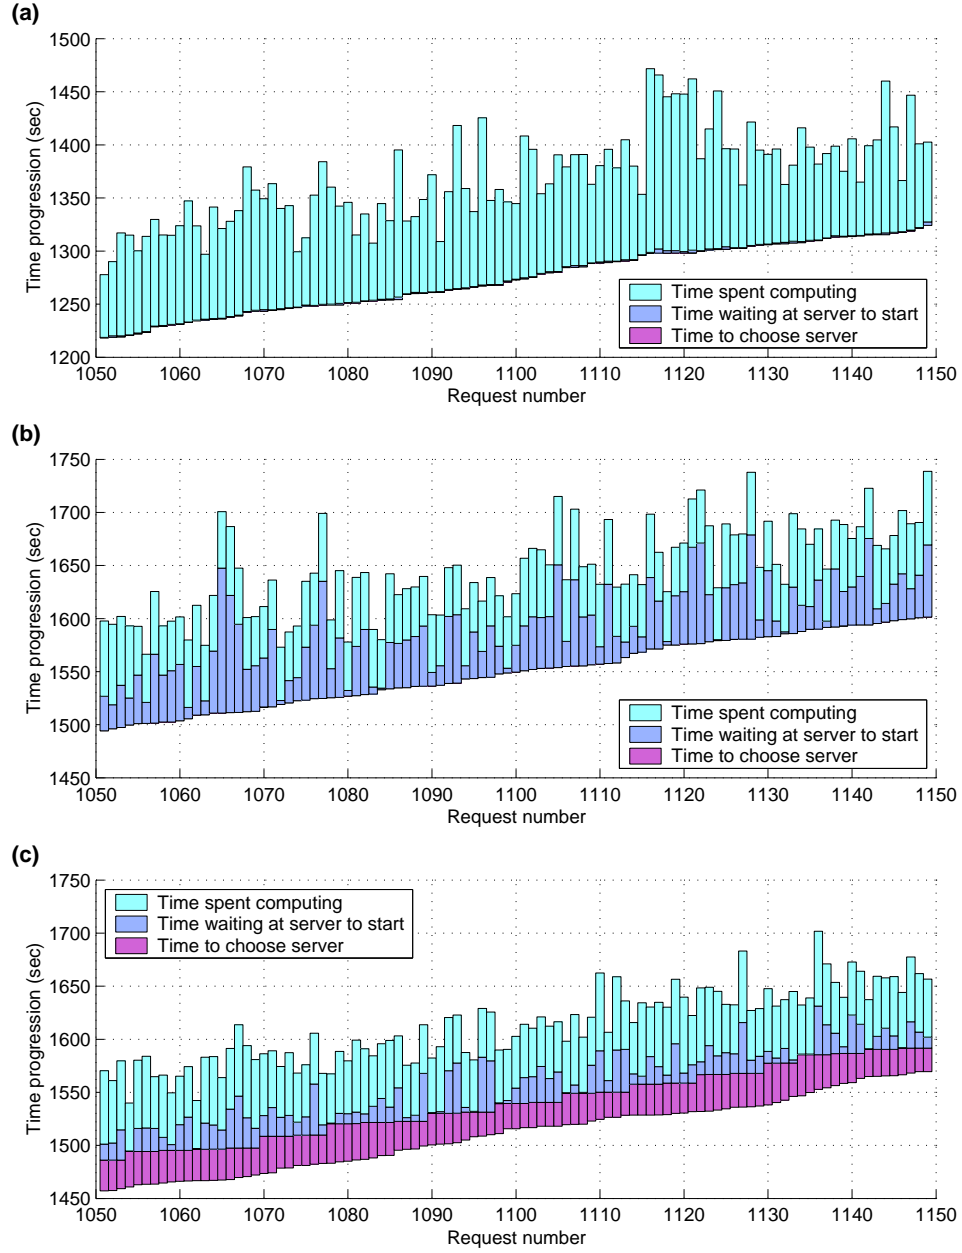 (a)
1500
1450
1400
1350
1300
1250
1200
Time progression (sec)
Time spent computing
Time waiting at server to start
Time to choose server
1050 1060 1070 1080 1090 1100 1110 1120 1130 1140 1150
Request number
(b)
1750
1700
1650
1600
1550
1500
1450
Time progression (sec)
Time spent computing
Time waiting at server to start
Time to choose server
1050 1060 1070 1080 1090 1100 1110 1120 1130 1140 1150
Request number
(c)
1750
1700
1650
1600
1550
1500
1450
Time progression (sec)
Time spent computing
Time waiting at server to start
Time to choose server
1050 1060 1070 1080 1090 1100 1110 1120 1130 1140 1150
Request number